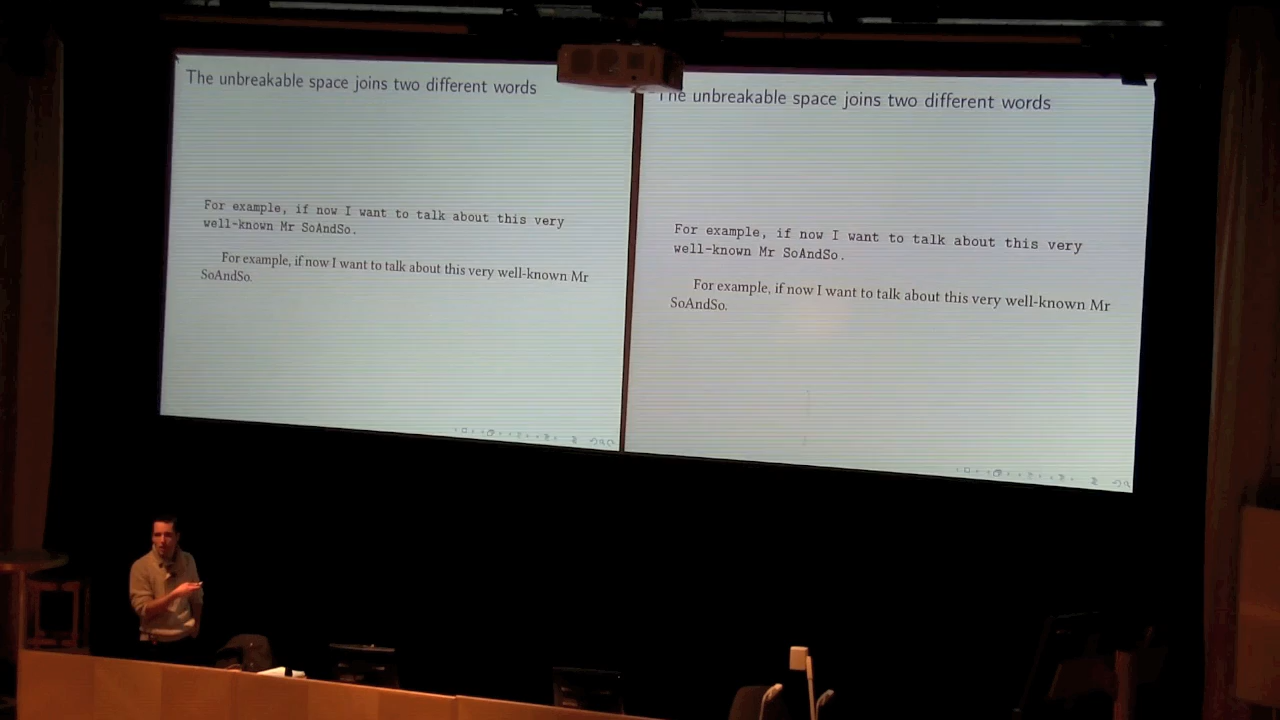 The unbreakable space joins two different words
For example, if now I want to talk about this very
well-known Mr SoAndSo.
For example, if now I want to talk about this very well-known Mr
SoAndSo.
The unbreakable space joins two different words
For example, if now I want to talk about this very
well-known Mr SoAndSo.
For example, if now I want to talk about this very well-known Mr
SoAndSo.